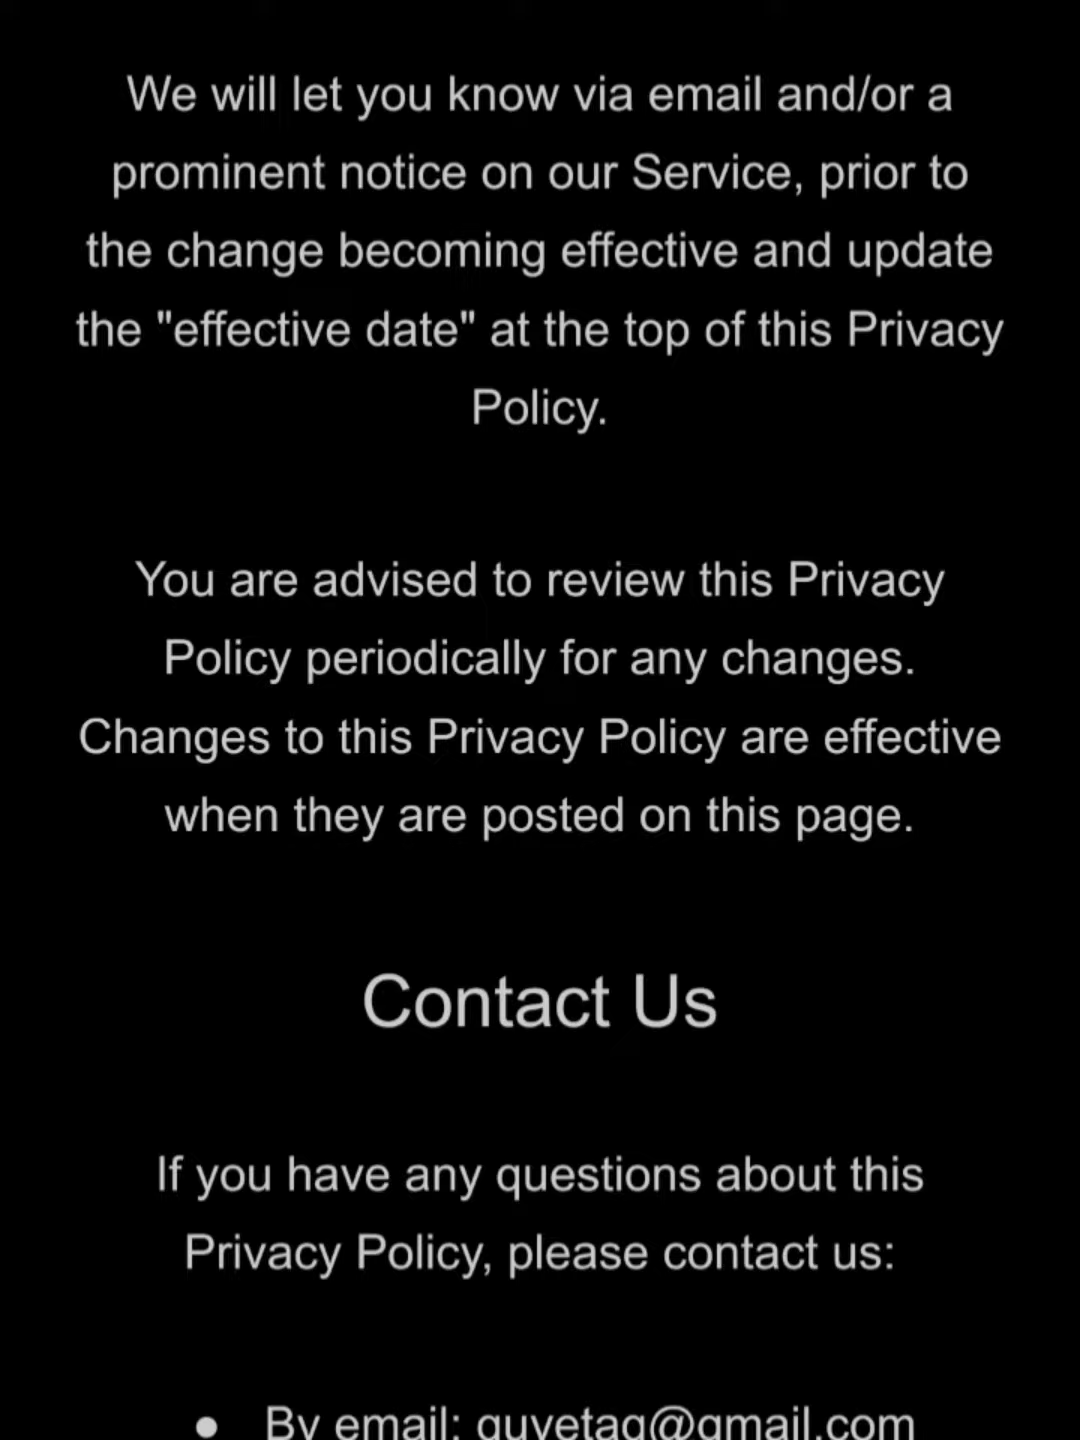 We will let you know via email and/or a
prominent notice on our Service, prior to
the change becoming effective and update
the "effective date" at the top of this Privacy
Policy.
You are advised to review this Privacy
Policy periodically for any changes.
Changes to this Privacy Policy are effective
when they are posted on this page.
Contact Us
If you have any questions about this
Privacy Policy, please contact us:
● By email: